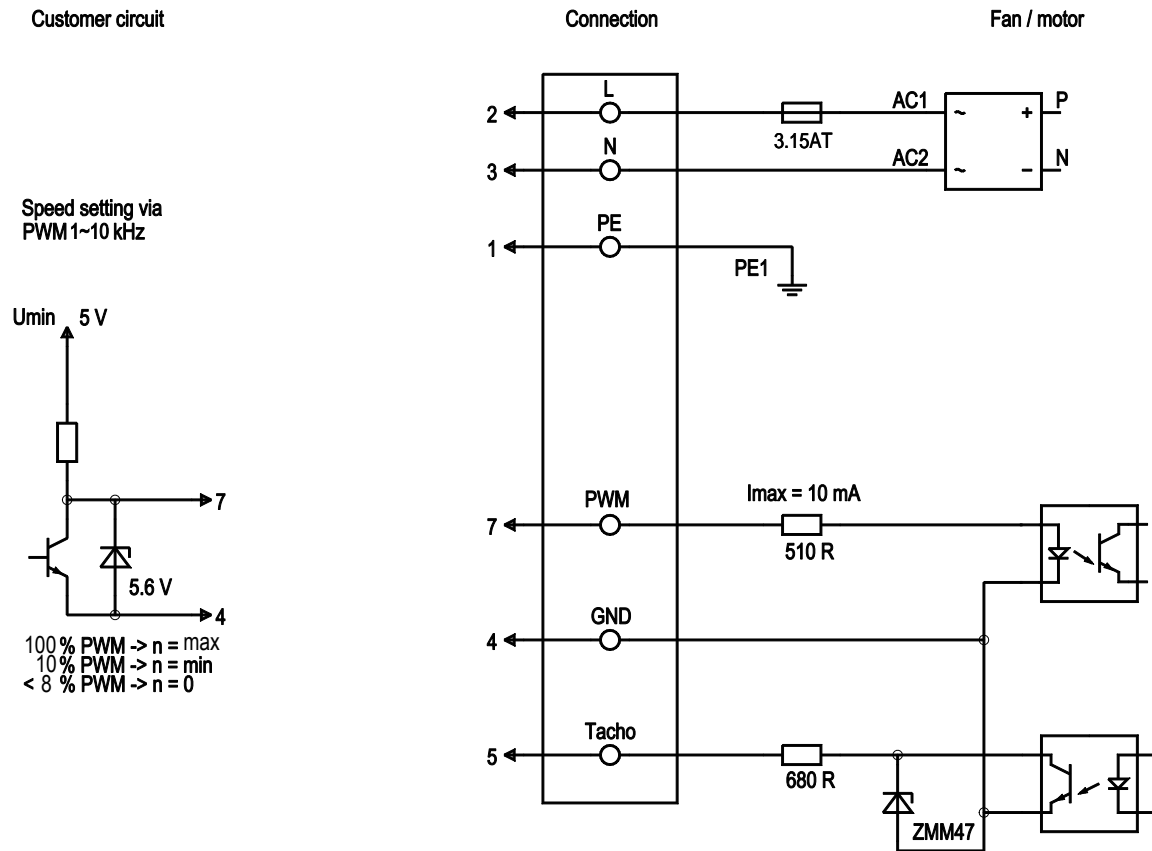 Customer circuit
Connection
Fan / motor
L
2
AC1
~
+
P
3.15AT
N
3
AC2
~
–
N
Speed setting via
PWM 1~10 kHz
PE
1
PE1
Umin
5 V
PWM
7
Imax = 10 mA
510 R
7
5.6 V
4
GND
4
100 % PWM -> n = max
10 % PWM -> n = min
< 8 % PWM -> n = 0
Tacho
5
680 R
ZMM47